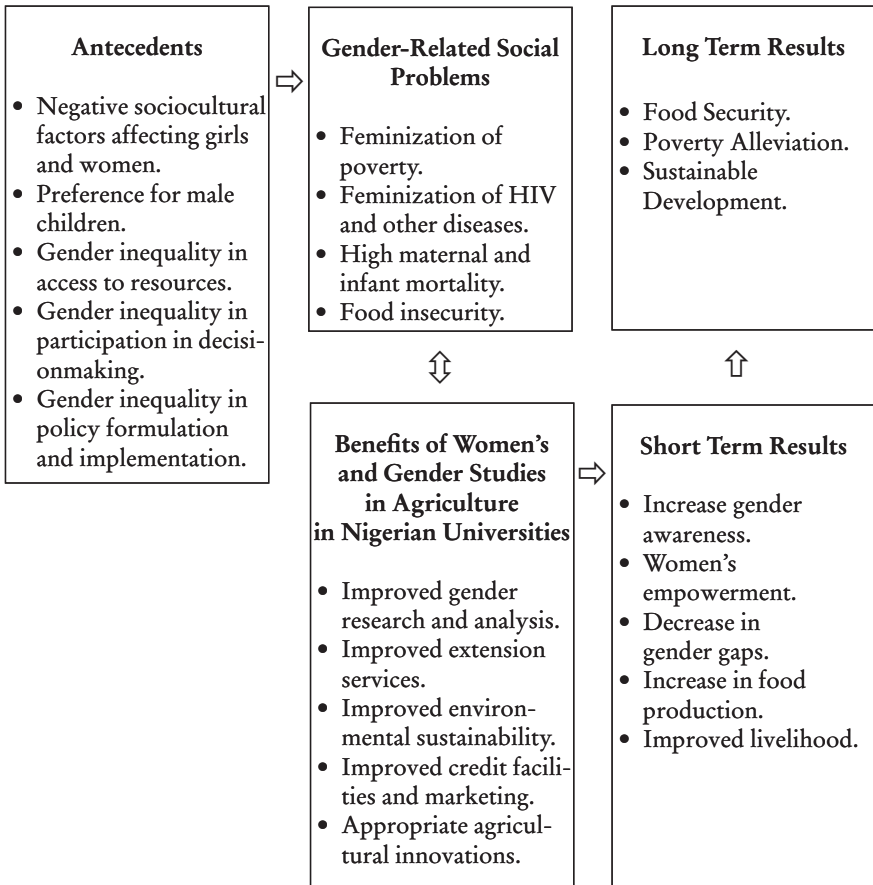 Antecedents
• Negative sociocultural
factors affecting girls
and women.
• Preference for male
children.
• Gender inequality in
access to resources.
• Gender inequality in
participation in decisi-
onmaking.
• Gender inequality in
policy formulation
and implementation.
Gender-Related Social
Problems
• Feminization of
poverty.
• Feminization of HIV
and other diseases.
• High maternal and
infant mortality.
• Food insecurity.
Benefits of Women’s
and Gender Studies
in Agriculture
in Nigerian Universities
• Improved gender
research and analysis.
• Improved extension
services.
• Improved environ-
mental sustainability.
• Improved credit facili-
ties and marketing.
• Appropriate agricul-
tural innovations.
Short Term Results
• Increase gender
awareness.
• Women’s
empowerment.
• Decrease in
gender gaps.
• Increase in food
production.
• Improved livelihood.
Long Term Results
• Food Security.
• Poverty Alleviation.
• Sustainable
Development.